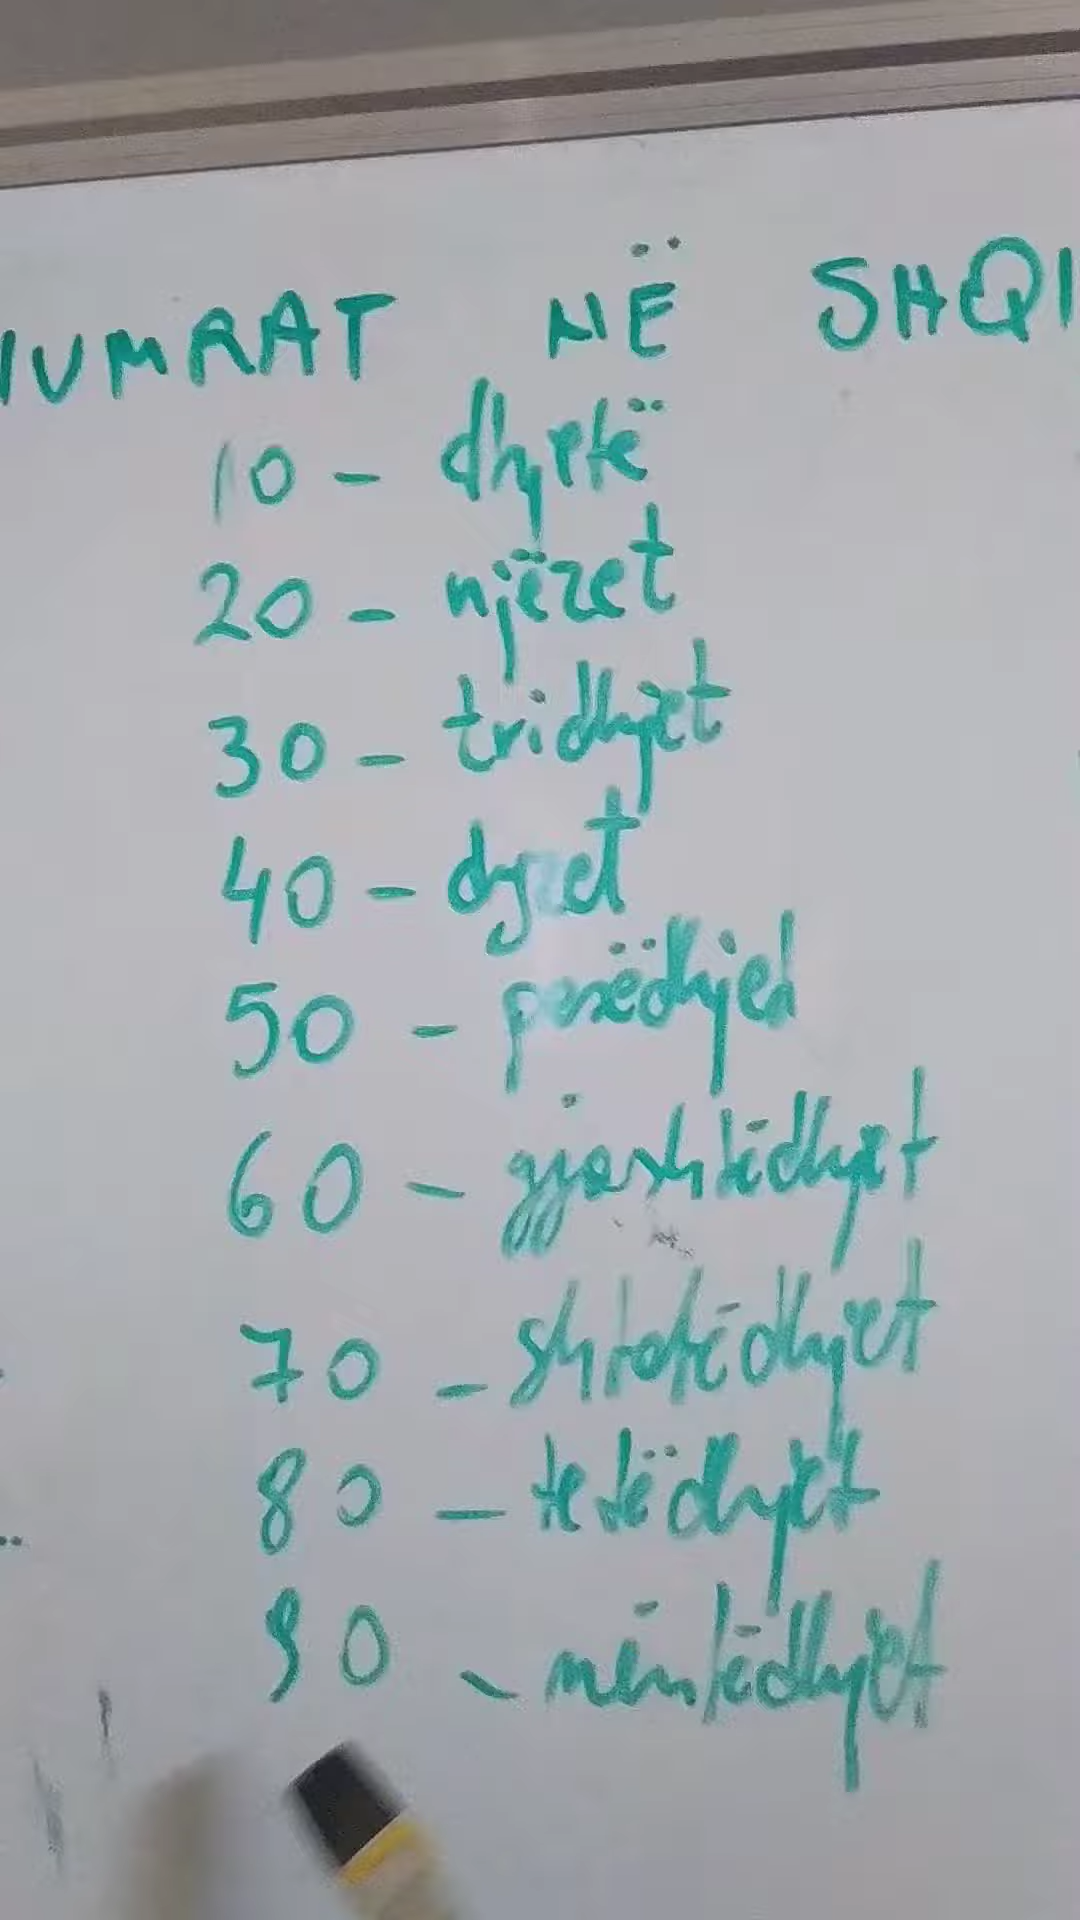 NUMRAT NË SHQI
10 - dhjetë
20 - njëzet
30 - tridhjet
40 - dyzet
50 - pesëdhjet
60 - gjashtëdhjet
70 - shtatëdhjet
80 - tetëdhjet
90 - nëntëdhjet